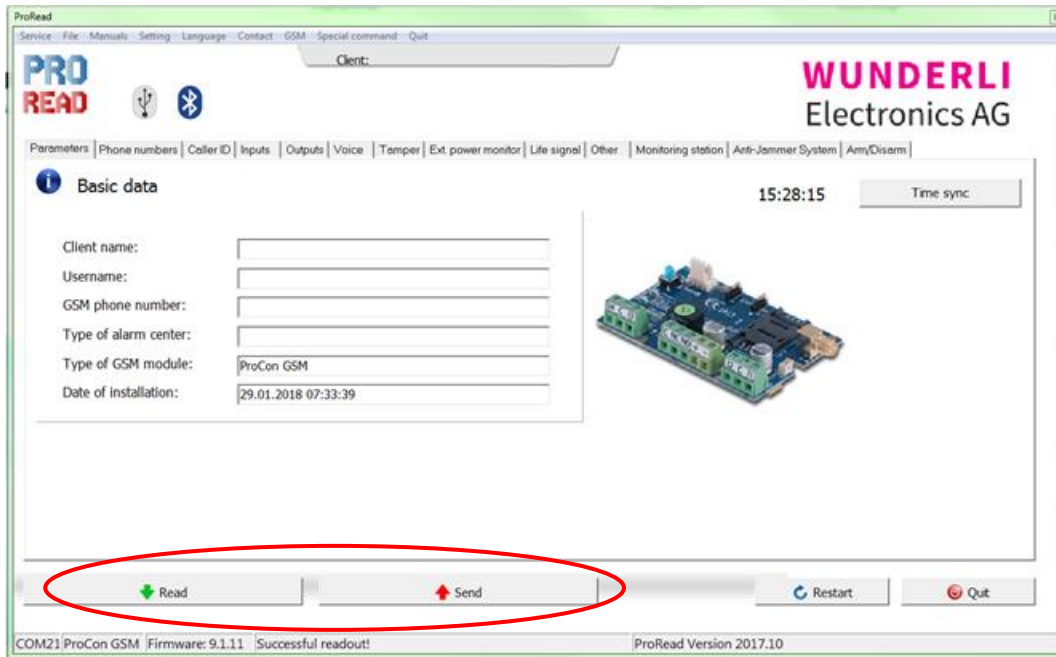 ProRead
Service File Manuals Setting Language Contact GSM Special command Quit
Client:
PRO
READ
WUNDERLI
Electronics AG
Parameters Phone numbers Caller ID Inputs Outputs Voice Tamper Ext. power monitor Life signal Other Monitoring station Anti-Jammer System Arm/Disarm
Basic data
15:28:15
Time sync
Client name:
Username:
GSM phone number:
Type of alarm center:
Type of GSM module: ProCon GSM
Date of installation: 29.01.2018 07:33:39
Read Send Restart Quit
COM21 ProCon GSM Firmware: 9.1.11 Successful readout! ProRead Version 2017.10